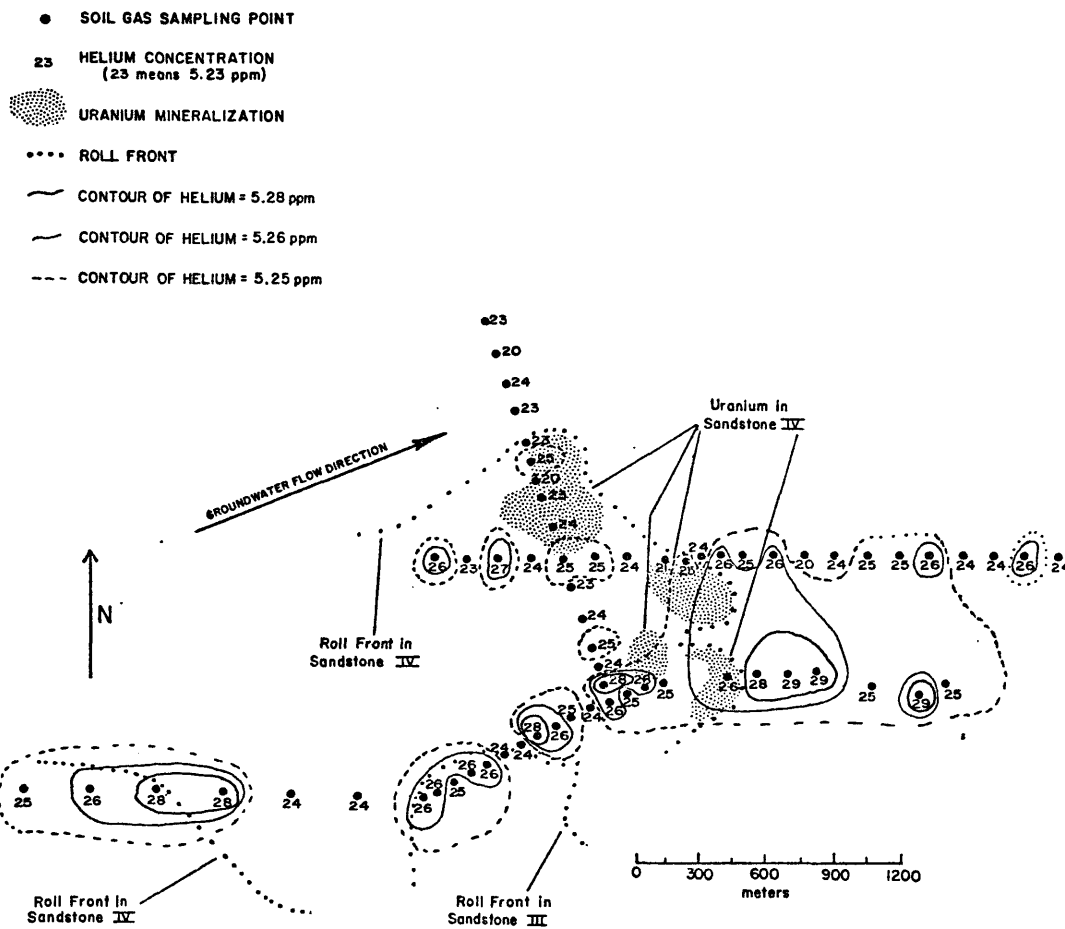 SOIL GAS SAMPLING POINT
23 HELIUM CONCENTRATION
(23 means 5.23 ppm)
URANIUM MINERALIZATION
ROLL FRONT
CONTOUR OF HELIUM = 5.28 ppm
CONTOUR OF HELIUM = 5.26 ppm
CONTOUR OF HELIUM = 5.25 ppm
23
20
24
23
23
25
20
23
24
Uranium in
Sandstone IV
GROUNDWATER FLOW DIRECTION
N
26 23 27 24 25 25 24 21 25 24 26 25 26 20 24 25 25 26 24 24 26 24
23
24
25
24
Roll Front in
Sandstone IV
28 26 25 26 25 24 25
26 28 29 29 25 29 25
28 26 24 24
26 26 25 26 26
25 26 28 28 24 24
0 300 600 900 1200
meters
Roll Front in
Sandstone IV
Roll Front in
Sandstone III